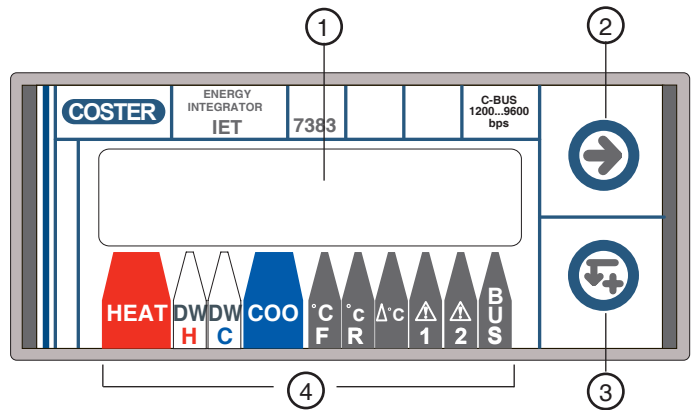 1
2
COSTER
ENERGY
INTEGRATOR
IET
7383
C-BUS
1200...9600
bps
HEAT
DW
H
DW
C
COO
°C
F
°c
R
Δ°c
1
2
B
U
S
4
3